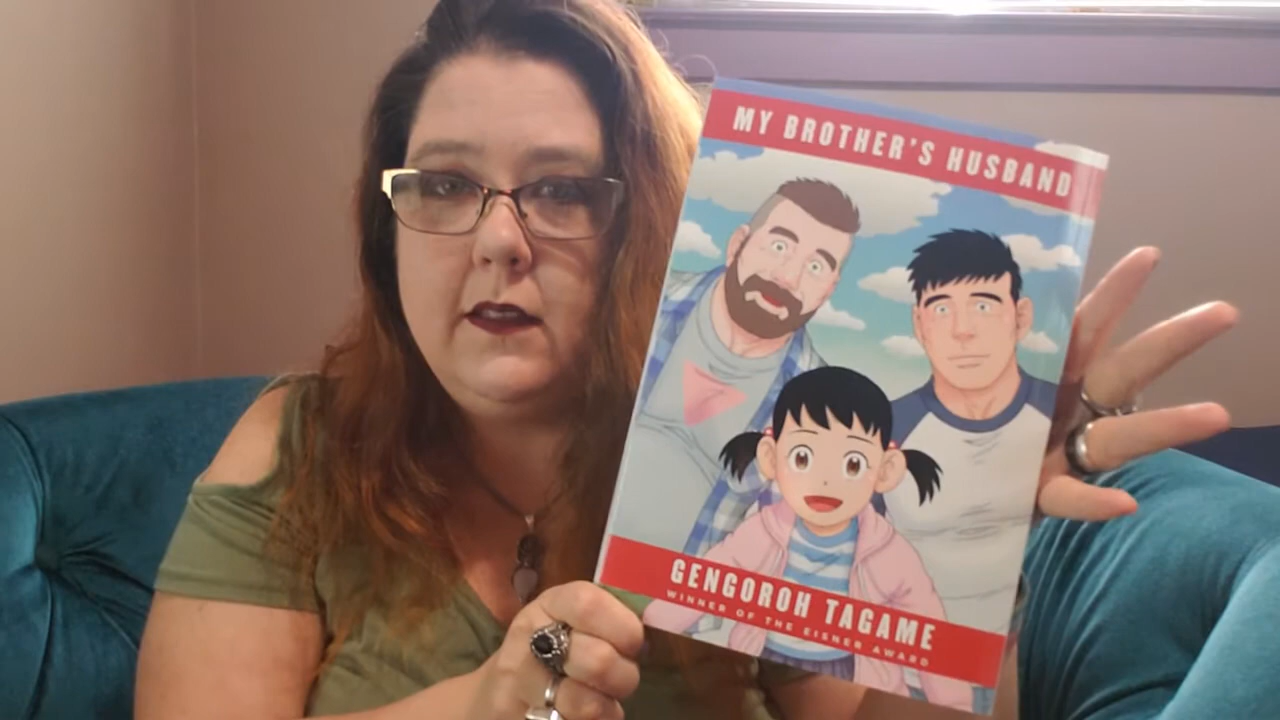 MY BROTHER'S HUSBAND
GENGOROH TAGAME
WINNER OF THE EISNER AWARD